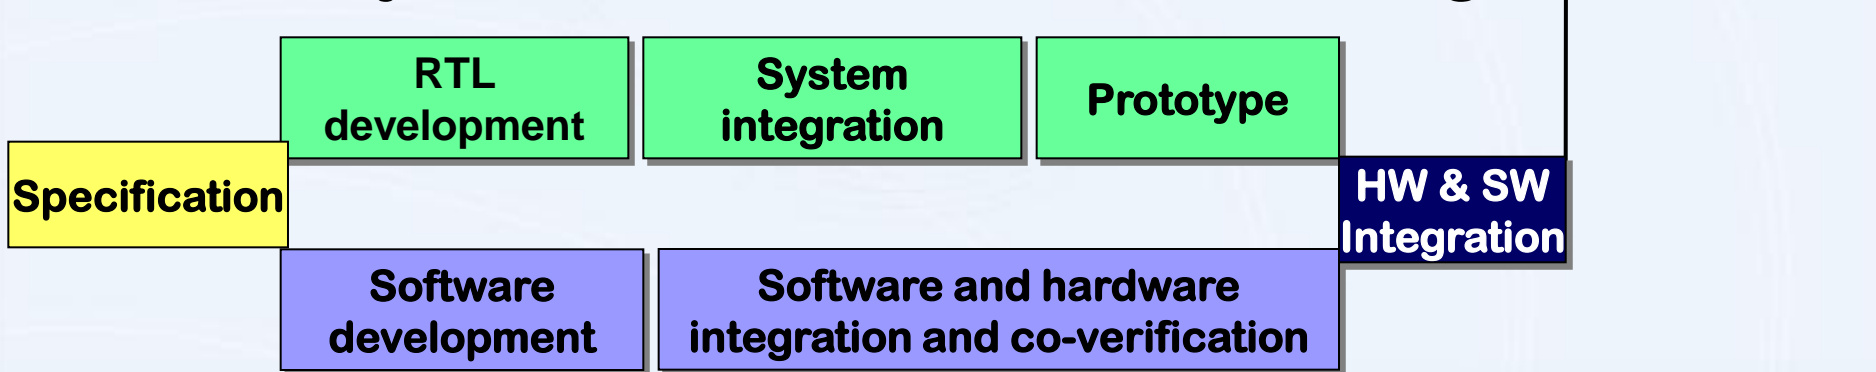 RTL
development
System
integration
Prototype
Specification
HW & SW
Integration
Software
development
Software and hardware
integration and co-verification